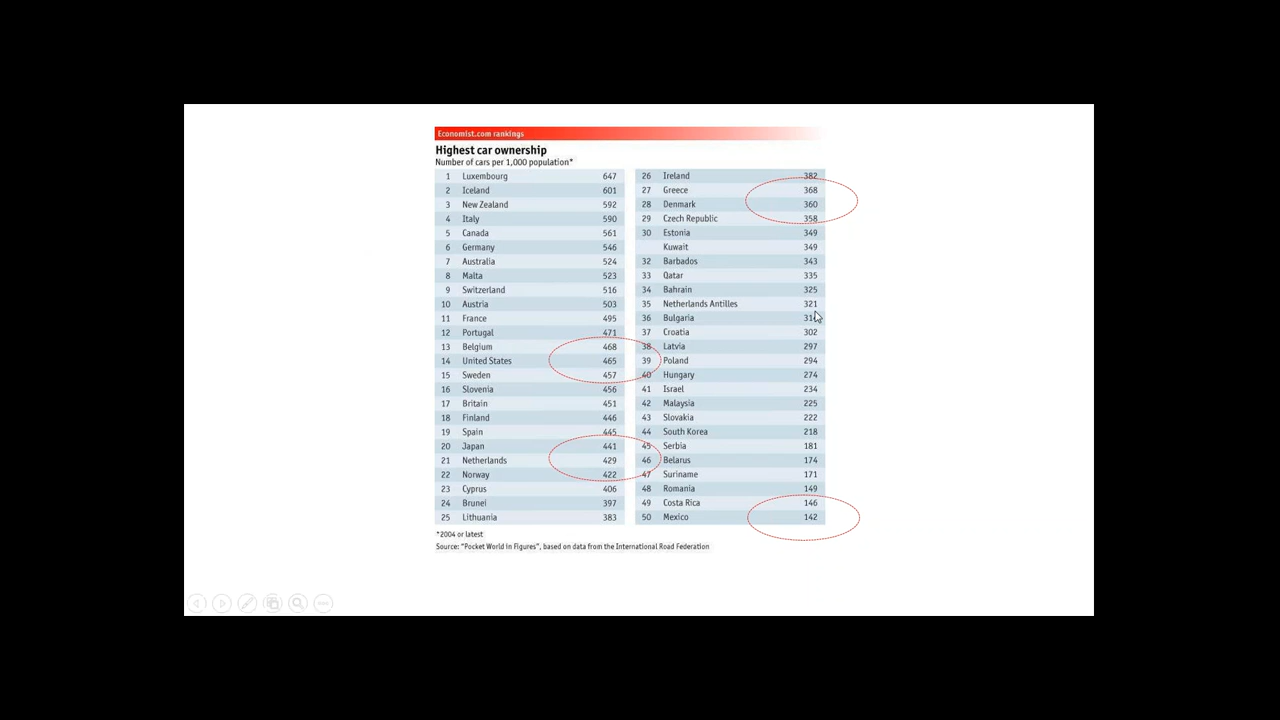 Economist.com rankings
Highest car ownership
Number of cars per 1,000 population*
1 Luxembourg 647
2 Iceland 601
3 New Zealand 592
4 Italy 590
5 Canada 561
6 Germany 546
7 Australia 524
8 Malta 523
9 Switzerland 516
10 Austria 503
11 France 495
12 Portugal 471
13 Belgium 468
14 United States 465
15 Sweden 457
16 Slovenia 456
17 Britain 451
18 Finland 446
19 Spain 445
20 Japan 441
21 Netherlands 429
22 Norway 422
23 Cyprus 406
24 Brunei 397
25 Lithuania 383
26 Ireland 382
27 Greece 368
28 Denmark 360
29 Czech Republic 358
30 Estonia 349
Kuwait 349
32 Barbados 343
33 Qatar 335
34 Bahrain 325
35 Netherlands Antilles 321
36 Bulgaria
37 Croatia 302
38 Latvia 297
39 Poland 294
40 Hungary 274
41 Israel 234
42 Malaysia 225
43 Slovakia 222
44 South Korea 218
45 Serbia 181
46 Belarus 174
47 Suriname 171
48 Romania 149
49 Costa Rica 146
50 Mexico 142
*2004 or latest
Source: "Pocket World in Figures", based on data from the International Road Federation